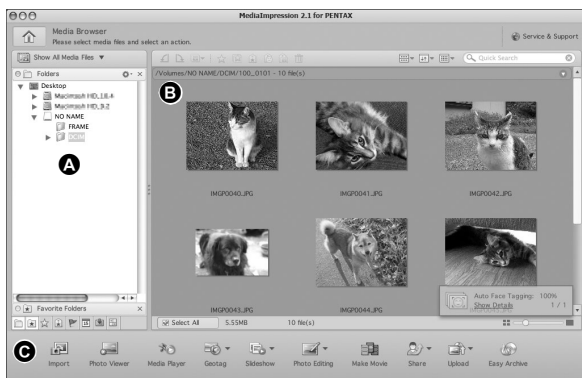 MediaImpression 2.1 for PENTAX
Media Browser
Please select media files and select an action.
Service & Support
Show All Media Files
Quick Search
Folders
/Volumes/NO NAME/DCIM/100_0101 - 10 file(s)
Desktop
NO NAME
FRAME
DCIM
A
B
IMGP0040.JPG
IMGP0041.JPG
IMGP0042.JPG
IMGP0043.JPG
IMGP0044.JPG
Auto Face Tagging: 100%
Show Details
1 / 1
Favorite Folders
Select All
5.55MB
10 file(s)
C
Import
Photo Viewer
Media Player
Geotag
Slideshow
Photo Editing
Make Movie
Share
Upload
Easy Archive